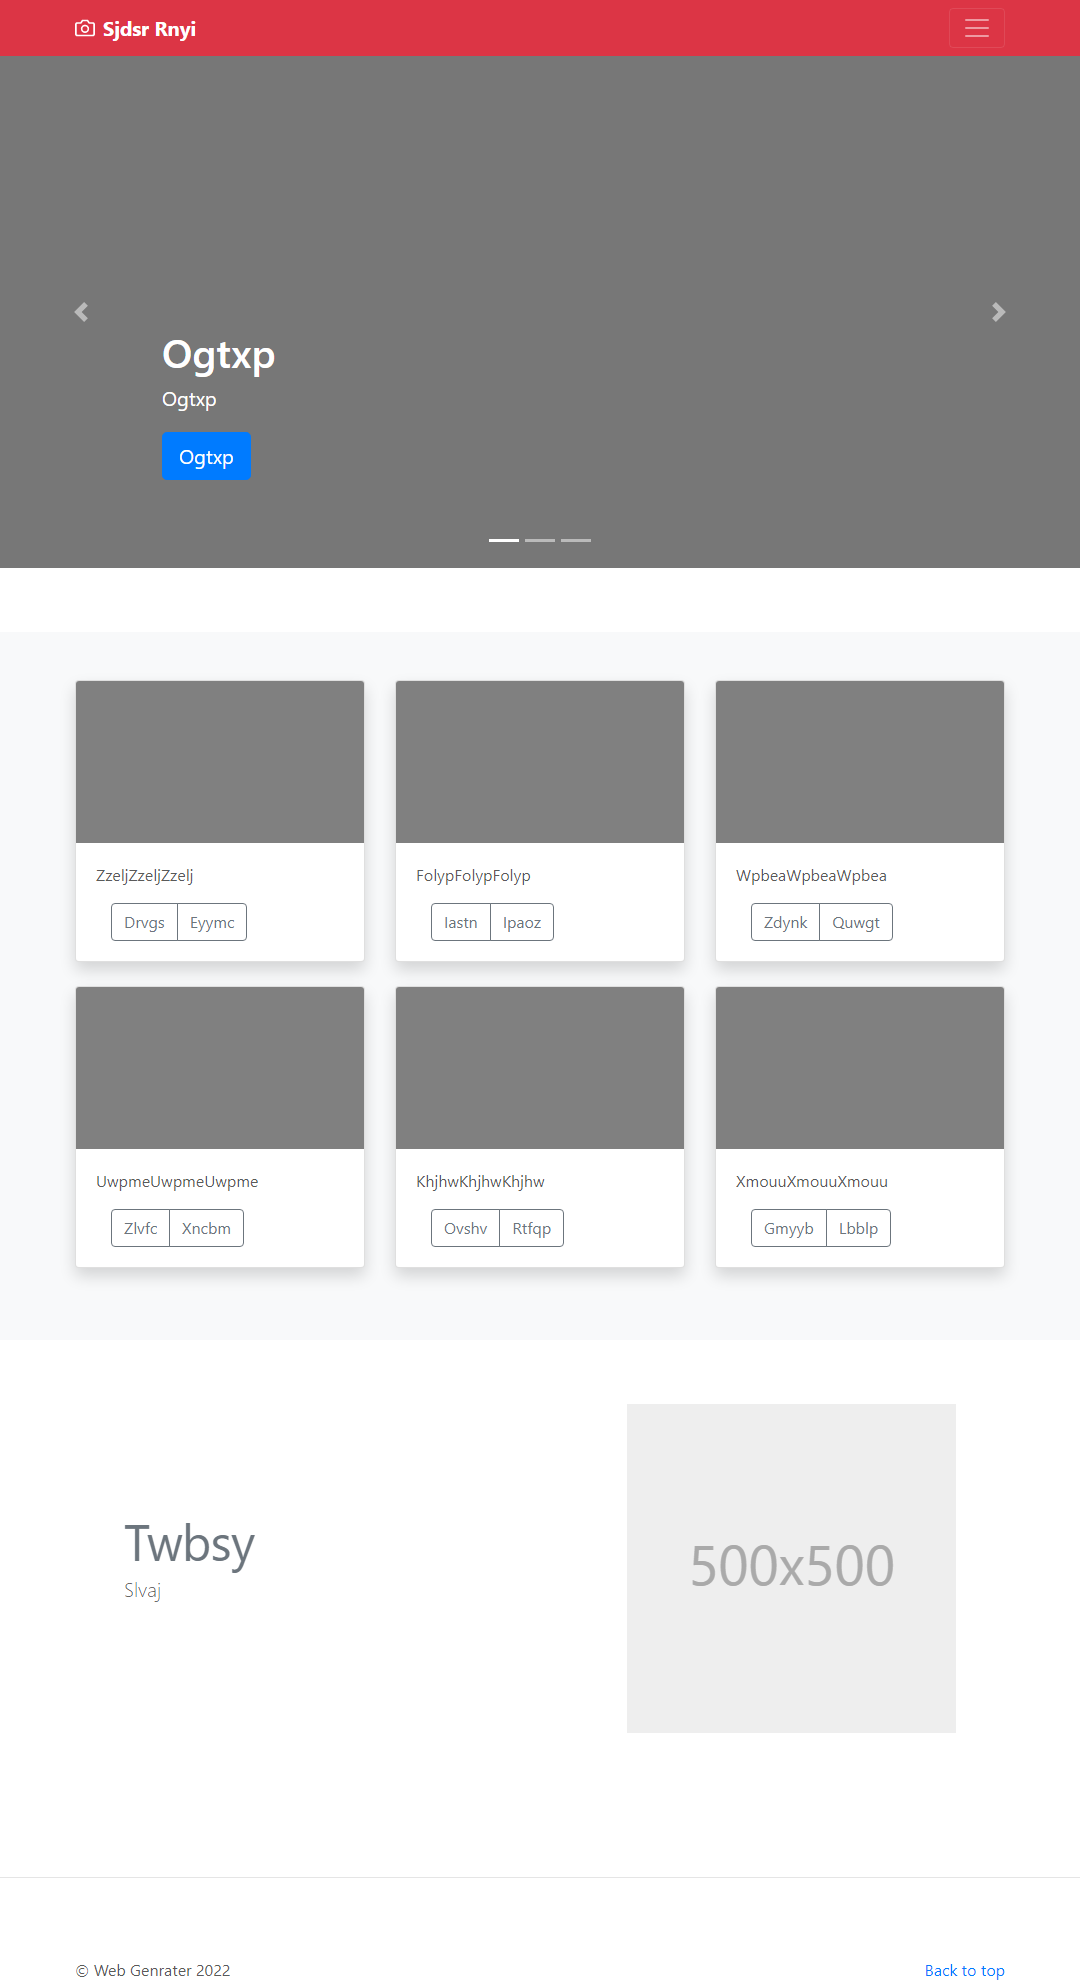 Sjdsr Rnyi
Ogtxp
Ogtxp
Ogtxp
ZzeljZzeljZzelj
Drvgs Eyymc
FolypFolypFolyp
Iastn Ipaoz
WpbeaWpbeaWpbea
Zdynk Quwgt
UwpmeUwpmeUwpme
Zlvfc Xncbm
KhjhwKhjhwKhjhw
Ovshv Rtfqp
XmouuXmouuXmouu
Gmyyb Lbblp
Twbsy
Slvaj
500x500
© Web Genrater 2022
Back to top